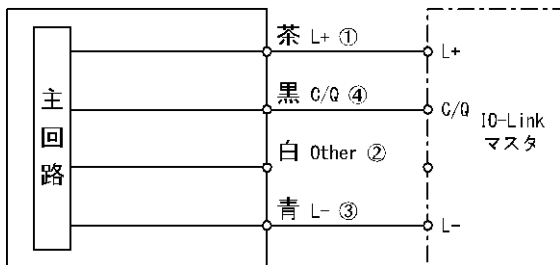 主回路
茶 L+ ①
黒 C/Q ④
白 Other ②
青 L- ③
L+
C/Q
L-
IO-Link
マスタ